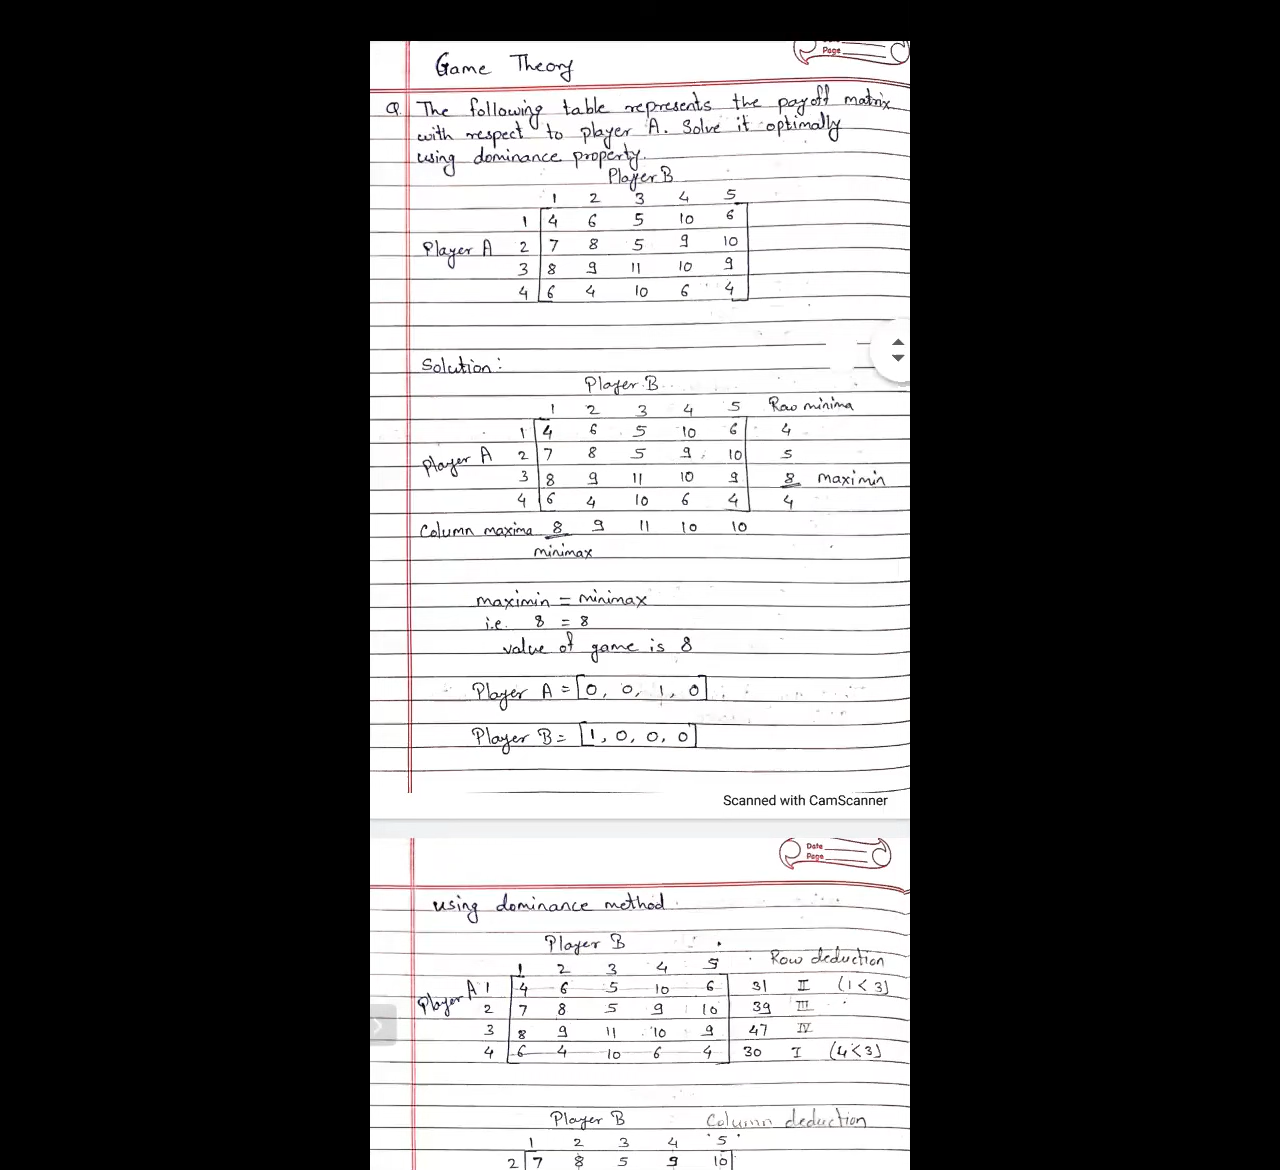 Page
Game Theory
Q. The following table represents the payoff matrix
with respect to player A. Solve it optimally
using dominance property.
Player B
1 2 3 4 5
1 4 6 5 10 6
Player A 2 7 8 5 9 10
3 8 9 11 10 9
4 6 4 10 6 4
Solution:
Player B
1 2 3 4 5 Row minima
1 4 6 5 10 6 4
Player A 2 7 8 5 9 10 5
3 8 9 11 10 9 8 maximin
4 6 4 10 6 4 4
Column maxima 8 9 11 10 10
minimax
maximin = minimax
i.e. 8 = 8
value of game is 8
Player A = [0, 0, 1, 0]
Player B = [1, 0, 0, 0]
Scanned with CamScanner
Date
Page
using dominance method.
Player B
1 2 3 4 5 Row deduction
Player A 1 4 6 5 10 6 31 II (1<3)
2 7 8 5 9 10 39 III
3 8 9 11 10 9 47 IV
4 6 4 10 6 4 30 I (4<3)
Player B Column deduction
1 2 3 4 5
2 7 8 5 9 10